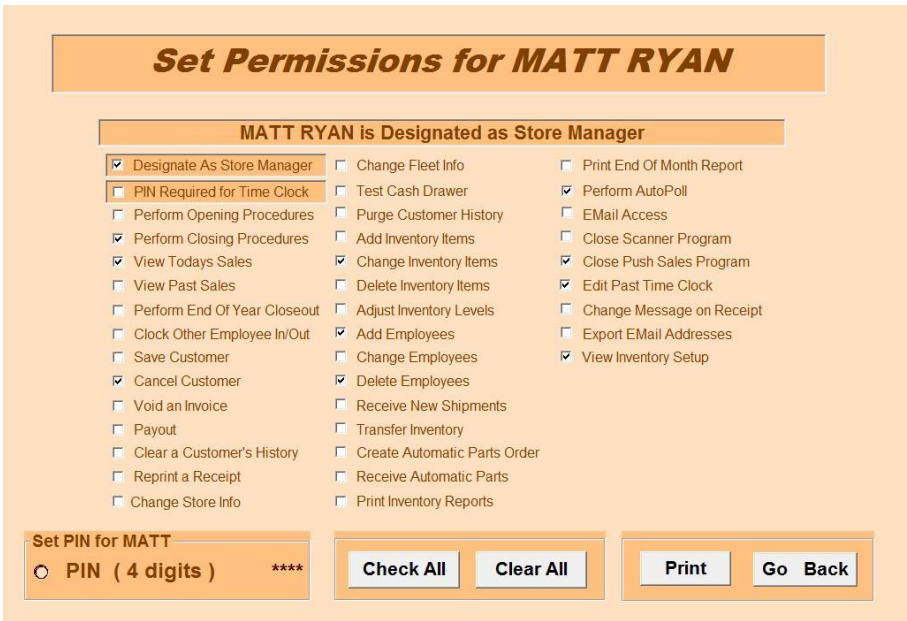 Set Permissions for MATT RYAN
MATT RYAN is Designated as Store Manager
Designate As Store Manager
PIN Required for Time Clock
Perform Opening Procedures
Perform Closing Procedures
View Todays Sales
View Past Sales
Perform End Of Year Closeout
Clock Other Employee In/Out
Save Customer
Cancel Customer
Void an Invoice
Payout
Clear a Customer's History
Reprint a Receipt
Change Store Info
Change Fleet Info
Test Cash Drawer
Purge Customer History
Add Inventory Items
Change Inventory Items
Delete Inventory Items
Adjust Inventory Levels
Add Employees
Change Employees
Delete Employees
Receive New Shipments
Transfer Inventory
Create Automatic Parts Order
Receive Automatic Parts
Print Inventory Reports
Print End Of Month Report
Perform AutoPoll
EMail Access
Close Scanner Program
Close Push Sales Program
Edit Past Time Clock
Change Message on Receipt
Export EMail Addresses
View Inventory Setup
Set PIN for MATT
PIN ( 4 digits ) ****
Check All
Clear All
Print
Go Back